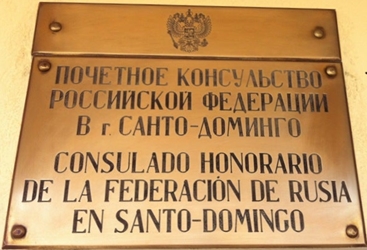 ПОЧЕТНОЕ КОНСУЛЬСТВО
РОССИЙСКОЙ ФЕДЕРАЦИИ
В г. САНТО-ДОМИНГО
CONSULADO HONORARIO
DE LA FEDERACIÓN DE RUSIA
EN SANTO-DOMINGO